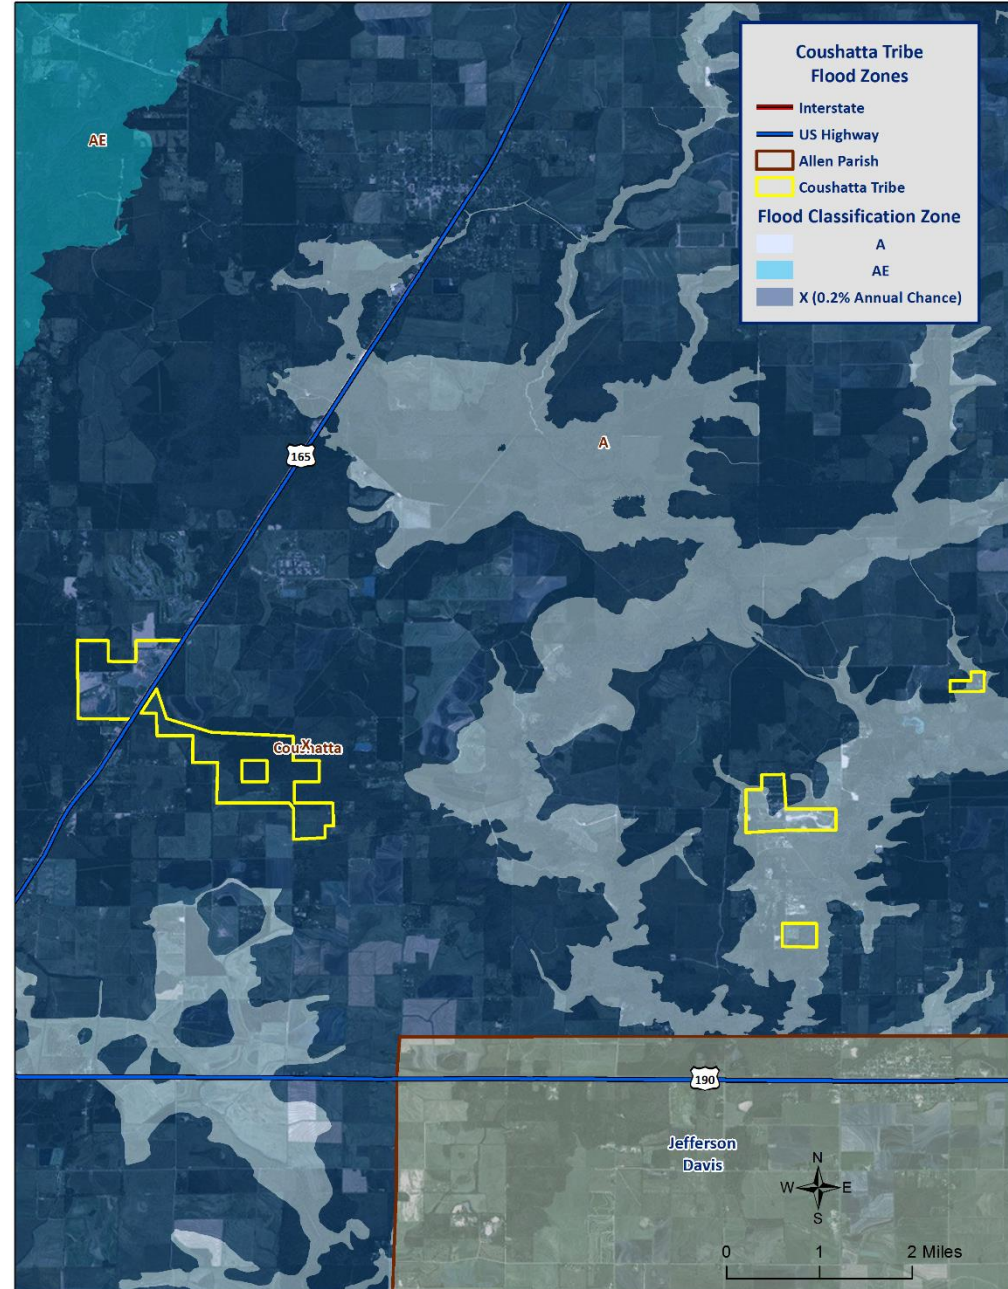 Coushatta Tribe
Flood Zones
Interstate
US Highway
Allen Parish
Coushatta Tribe
Flood Classification Zone
A
AE
X (0.2% Annual Chance)
AE
A
165
X
Coushatta
190
Jefferson
Davis
N
W E
S
0 1 2 Miles